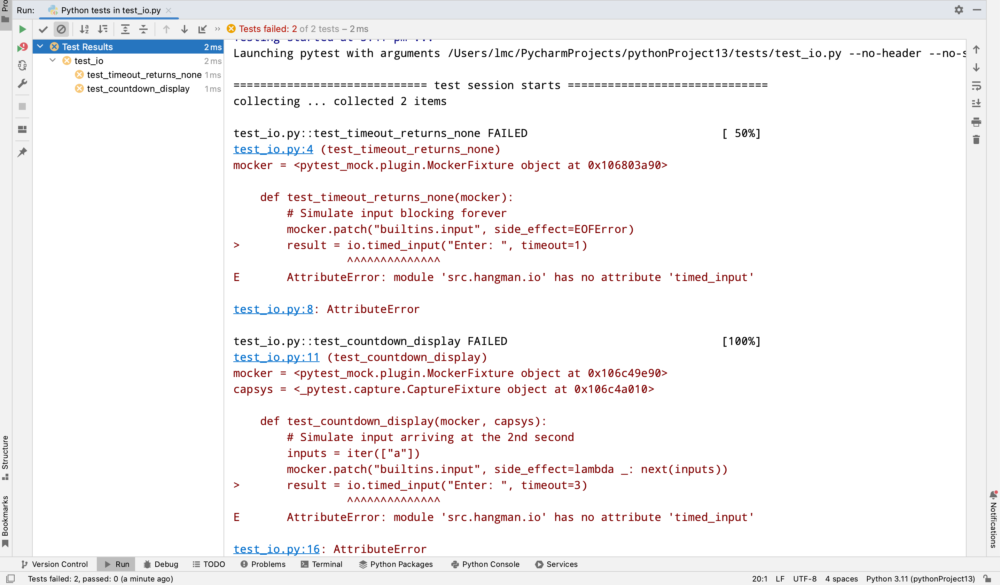 Pro
Run: Python tests in test_io.py
Tests failed: 2 of 2 tests – 2 ms
Test Results 2 ms
test_io 2 ms
test_timeout_returns_none 1 ms
test_countdown_display 1 ms
Launching pytest with arguments /Users/lmc/PycharmProjects/pythonProject13/tests/test_io.py --no-header --no-s
============================= test session starts ==============================
collecting ... collected 2 items
test_io.py::test_timeout_returns_none FAILED [ 50%]
test_io.py:4 (test_timeout_returns_none)
mocker = <pytest_mock.plugin.MockerFixture object at 0x106803a90>
def test_timeout_returns_none(mocker):
# Simulate input blocking forever
mocker.patch("builtins.input", side_effect=EOFError)
> result = io.timed_input("Enter: ", timeout=1)
^^^^^^^^^^^^^^
E AttributeError: module 'src.hangman.io' has no attribute 'timed_input'
test_io.py:8: AttributeError
test_io.py::test_countdown_display FAILED [100%]
test_io.py:11 (test_countdown_display)
mocker = <pytest_mock.plugin.MockerFixture object at 0x106c49e90>
capsys = <_pytest.capture.CaptureFixture object at 0x106c4a010>
def test_countdown_display(mocker, capsys):
# Simulate input arriving at the 2nd second
inputs = iter(["a"])
mocker.patch("builtins.input", side_effect=lambda _: next(inputs))
> result = io.timed_input("Enter: ", timeout=3)
^^^^^^^^^^^^^^
E AttributeError: module 'src.hangman.io' has no attribute 'timed_input'
test_io.py:16: AttributeError
Structure
Bookmarks
Notifications
Version Control Run Debug TODO Problems Terminal Python Packages Python Console Services
Tests failed: 2, passed: 0 (a minute ago) 20:1 LF UTF-8 4 spaces Python 3.11 (pythonProject13)